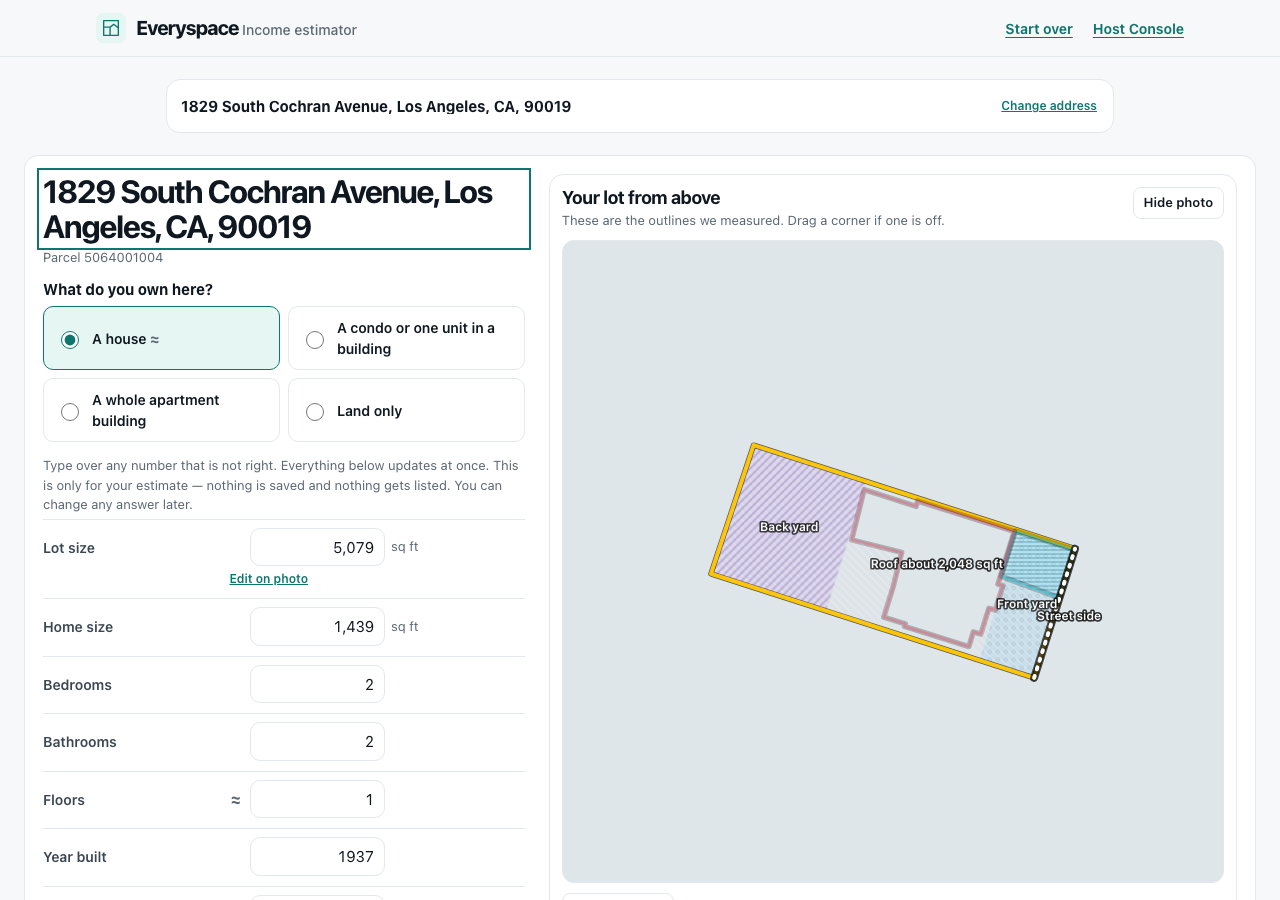 Everyspace Income estimator
Start over
Host Console
1829 South Cochran Avenue, Los Angeles, CA, 90019
Change address
1829 South Cochran Avenue, Los
Angeles, CA, 90019
Parcel 5064001004
What do you own here?
A house ≈
A condo or one unit in a
building
A whole apartment
building
Land only
Type over any number that is not right. Everything below updates at once. This
is only for your estimate — nothing is saved and nothing gets listed. You can
change any answer later.
Lot size
5,079 sq ft
Edit on photo
Home size
1,439 sq ft
Bedrooms
2
Bathrooms
2
Floors
≈ 1
Year built
1937
Your lot from above
These are the outlines we measured. Drag a corner if one is off.
Hide photo
Back yard
Roof about 2,048 sq ft
Front yard
Street side